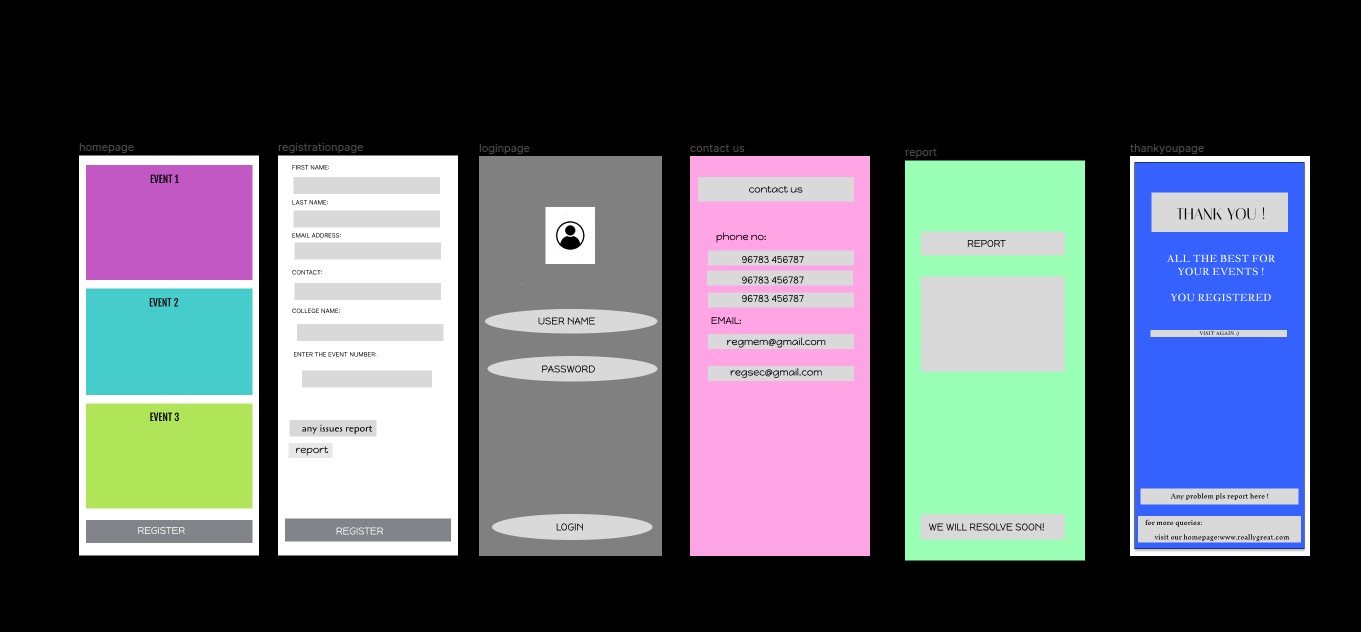 homepage
EVENT 1
EVENT 2
EVENT 3
REGISTER
registrationpage
FIRST NAME:
LAST NAME:
EMAIL ADDRESS:
CONTACT:
COLLEGE NAME:
ENTER THE EVENT NUMBER:
any issues report
report
REGISTER
loginpage
USER NAME
PASSWORD
LOGIN
contact us
contact us
phone no:
96783 456787
96783 456787
96783 456787
EMAIL:
regmem@gmail.com
regsec@gmail.com
report
REPORT
WE WILL RESOLVE SOON!
thankyoupage
THANK YOU !
ALL THE BEST FOR
YOUR EVENTS !
YOU REGISTERED
VISIT AGAIN :)
Any problem pls report here !
for more queries:
visit our homepage:www.reallygreat.com